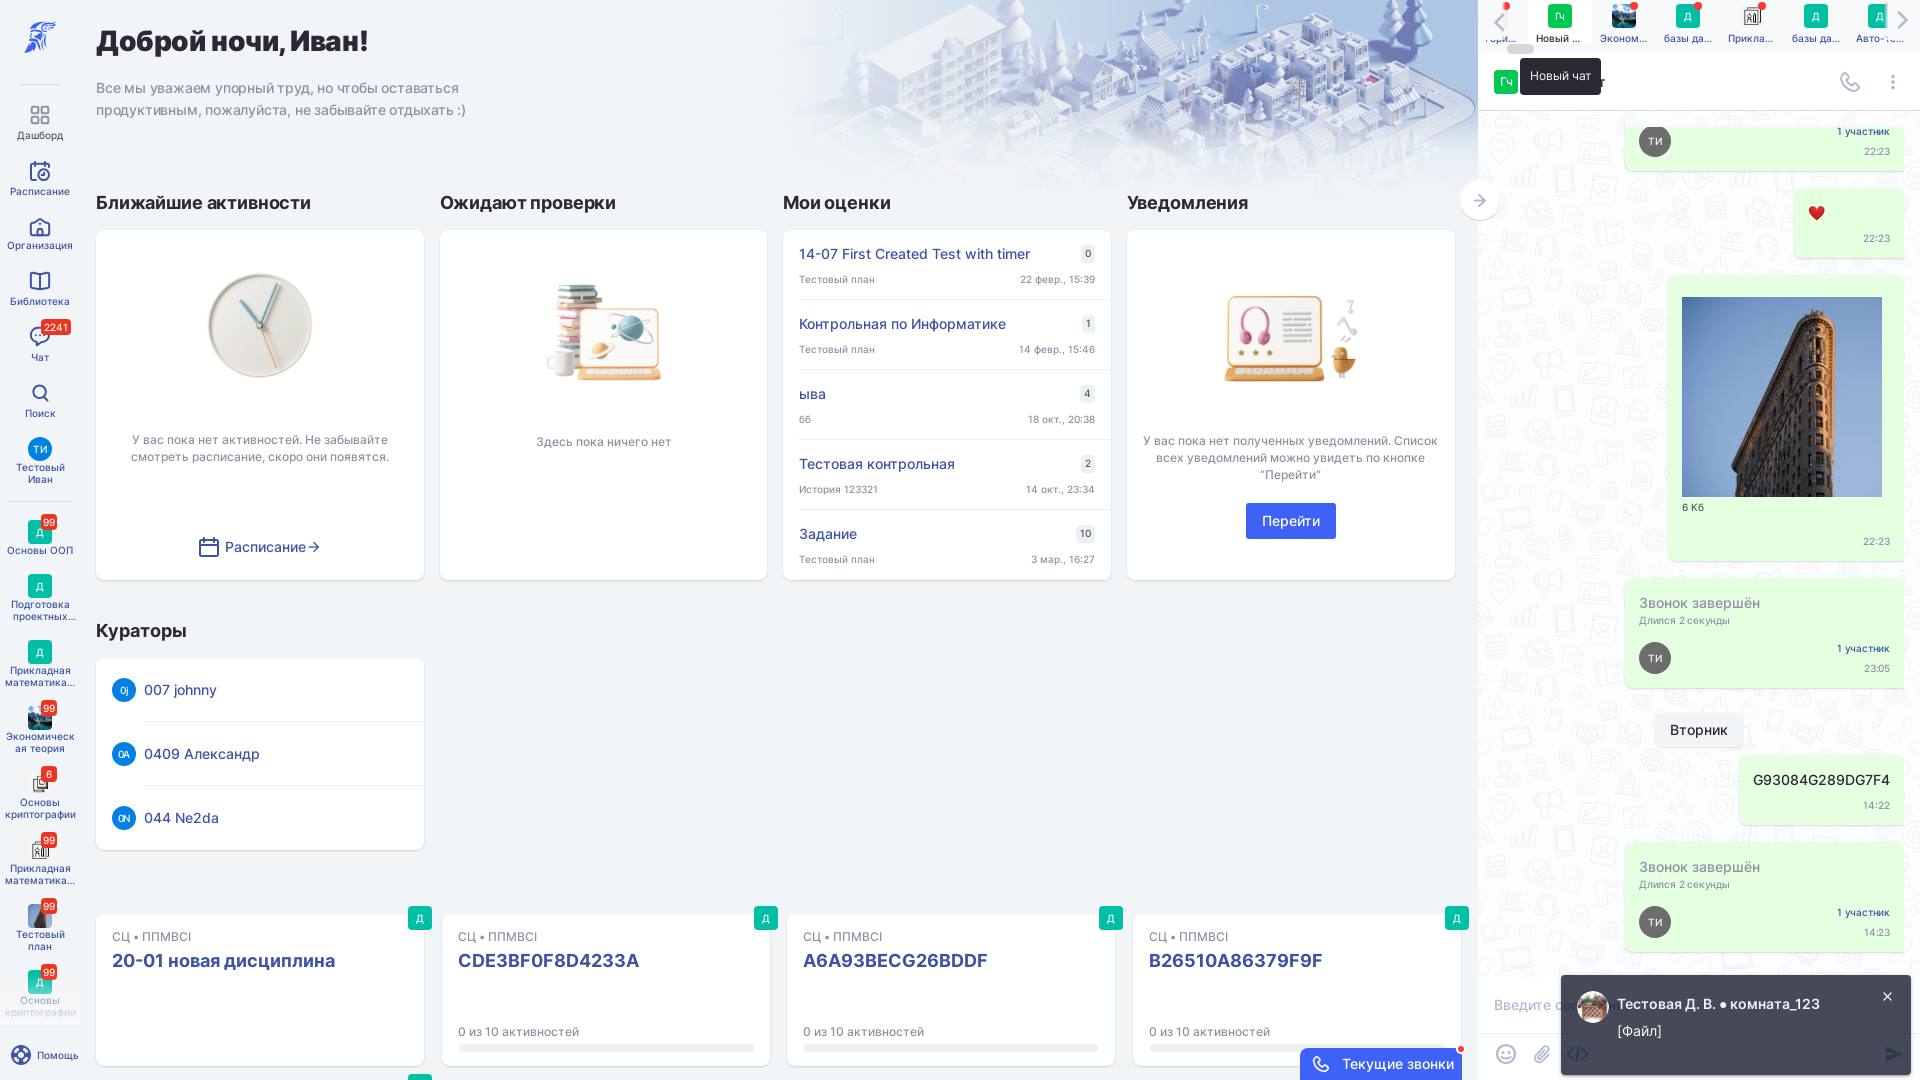 Доброй ночи, Иван!
Все мы уважаем упорный труд, но чтобы оставаться
продуктивным, пожалуйста, не забывайте отдыхать :)
Дашборд
Расписание
Организация
Библиотека
2241
Чат
Поиск
ТИ
Тестовый
Иван
99
Д
Основы ООП
Д
Подготовка
проектных...
Д
Прикладная
математика...
99
Экономическ
ая теория
6
Основы
криптографии
99
Прикладная
математика...
99
Тестовый
план
99
Д
Основы
криптографии
Помощь
Ближайшие активности
У вас пока нет активностей. Не забывайте
смотреть расписание, скоро они появятся.
Расписание
Ожидают проверки
Здесь пока ничего нет
Мои оценки
14-07 First Created Test with timer
0
Тестовый план
22 февр., 15:39
Контрольная по Информатике
1
Тестовый план
14 февр., 15:46
ыва
4
бб
18 окт., 20:38
Тестовая контрольная
2
История 123321
14 окт., 23:34
Задание
10
Тестовый план
3 мар., 16:27
Уведомления
У вас пока нет полученных уведомлений. Список
всех уведомлений можно увидеть по кнопке
“Перейти”
Перейти
Кураторы
0j
007 johnny
0А
0409 Александр
0N
044 Ne2da
Д
СЦ • ППМВСІ
20-01 новая дисциплина
Д
СЦ • ППМВСІ
CDE3BF0F8D4233A
0 из 10 активностей
Д
СЦ • ППМВСІ
A6A93BECG26BDDF
0 из 10 активностей
Д
СЦ • ППМВСІ
B26510A86379F9F
0 из 10 активностей
Текущие звонки
Гч
Новый ...
Эконом...
Д
базы да...
Прикла...
Д
базы да...
Д
Гч
Новый чат
ТИ
1 участник
22:23
22:23
6 Кб
22:23
Звонок завершён
Длился 2 секунды
ТИ
1 участник
23:05
Вторник
G93084G289DG7F4
14:22
Звонок завершён
Длился 2 секунды
ТИ
1 участник
14:23
Введите
Тестовая Д. В. ● комната_123
[Файл]